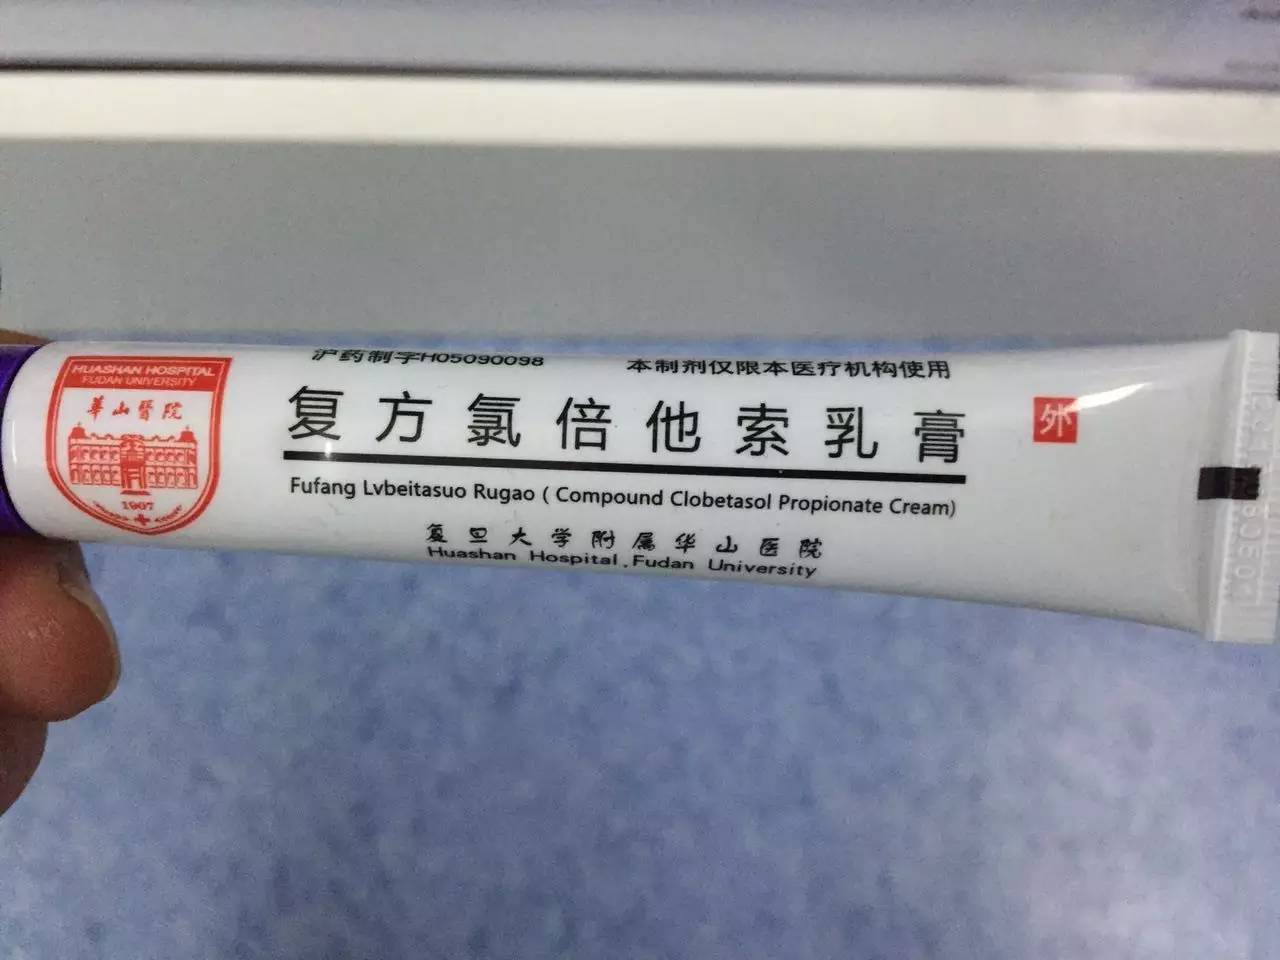 沪药制字H05090098
本制剂仅限本医疗机构使用
HUASHAN HOSPITAL
FUDAN UNIVERSITY
華山醫院
1907
复方氯倍他索乳膏
外
Fufang Lvbeitasuo Rugao ( Compound Clobetasol Propionate Cream)
复旦大学附属华山医院
Huashan Hospital, Fudan University